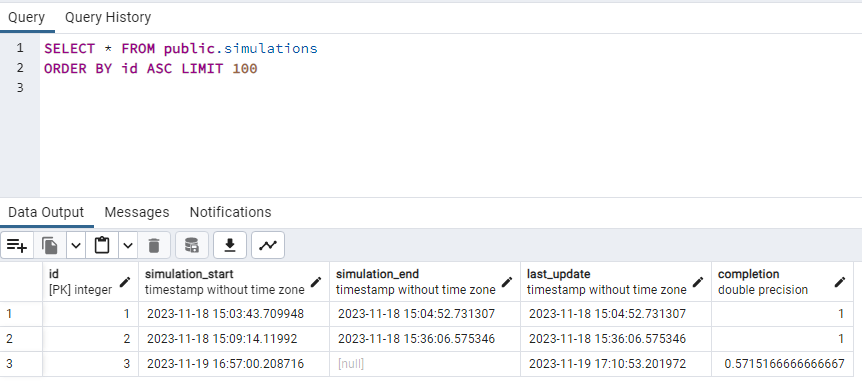 Query Query History
1 SELECT * FROM public.simulations
2 ORDER BY id ASC LIMIT 100
3
Data Output Messages Notifications
id simulation_start simulation_end last_update completion
[PK] integer timestamp without time zone timestamp without time zone timestamp without time zone double precision
1 1 2023-11-18 15:03:43.709948 2023-11-18 15:04:52.731307 2023-11-18 15:04:52.731307 1
2 2 2023-11-18 15:09:14.11992 2023-11-18 15:36:06.575346 2023-11-18 15:36:06.575346 1
3 3 2023-11-19 16:57:00.208716 [null] 2023-11-19 17:10:53.201972 0.5715166666666667